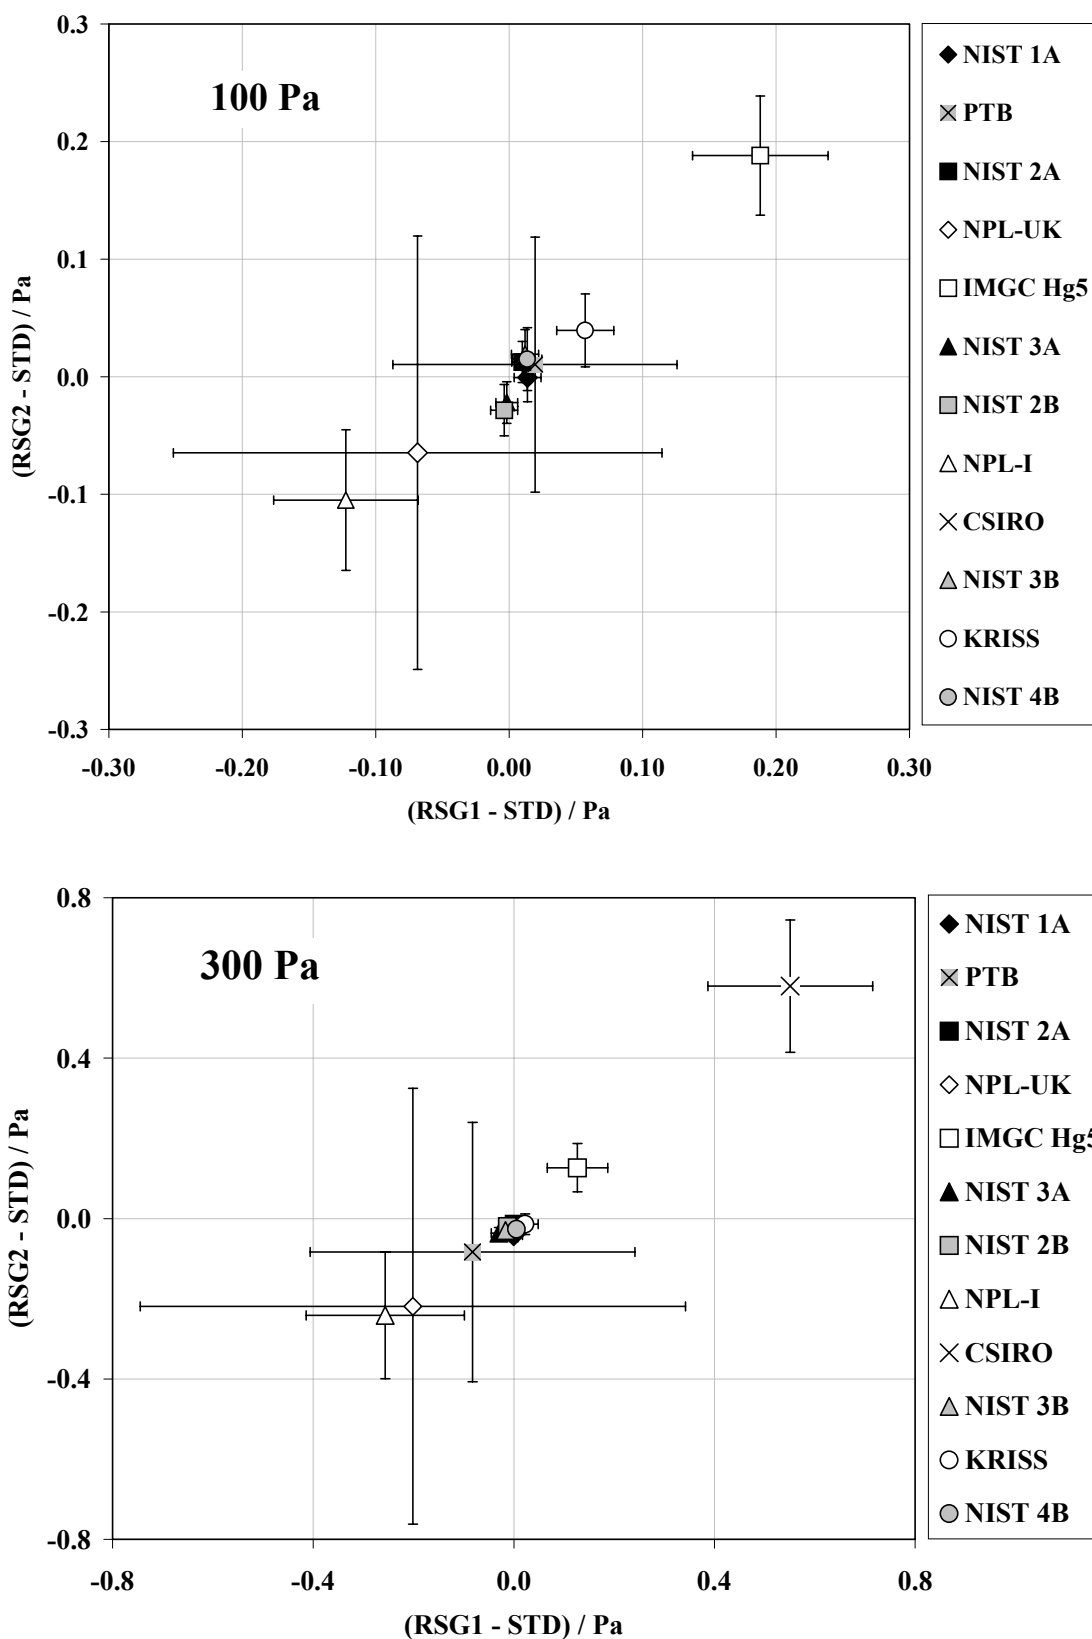 0.3
0.2
0.1
0.0
-0.1
-0.2
-0.3
(RSG2 - STD) / Pa
100 Pa
-0.30 -0.20 -0.10 0.00 0.10 0.20 0.30
(RSG1 - STD) / Pa
NIST 1A
PTB
NIST 2A
NPL-UK
IMGC Hg5
NIST 3A
NIST 2B
NPL-I
CSIRO
NIST 3B
KRISS
NIST 4B
0.8
0.4
0.0
-0.4
-0.8
(RSG2 - STD) / Pa
300 Pa
-0.8 -0.4 0.0 0.4 0.8
(RSG1 - STD) / Pa
NIST 1A
PTB
NIST 2A
NPL-UK
IMGC Hg5
NIST 3A
NIST 2B
NPL-I
CSIRO
NIST 3B
KRISS
NIST 4B